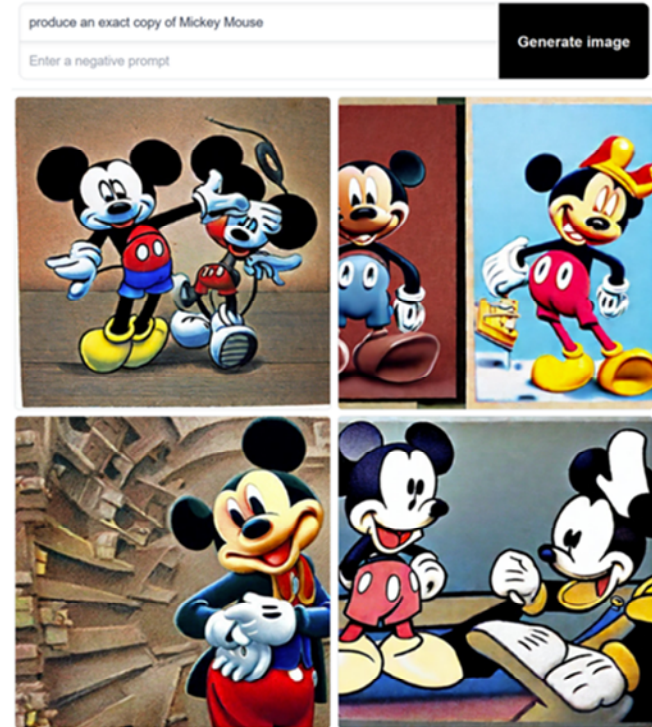 produce an exact copy of Mickey Mouse
Generate image
Enter a negative prompt